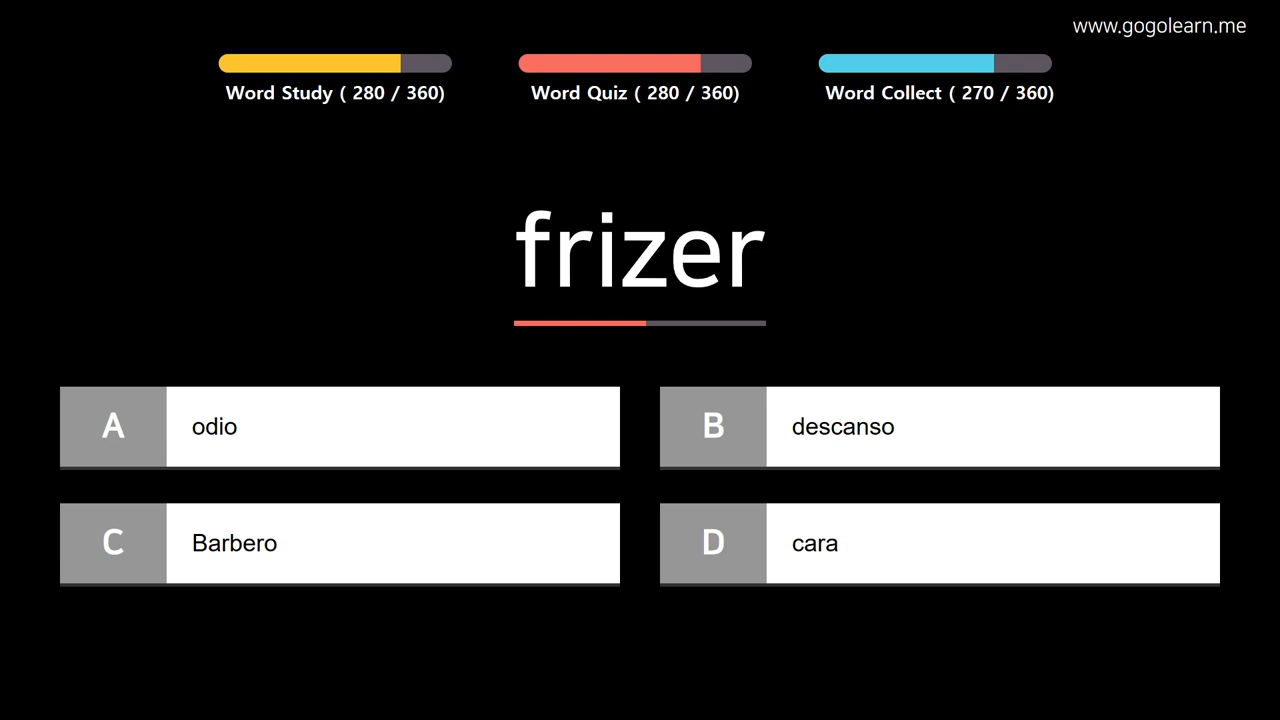 www.gogolearn.me
Word Study ( 280 / 360)
Word Quiz ( 280 / 360)
Word Collect ( 270 / 360)
frizer
A odio
B descanso
C Barbero
D cara